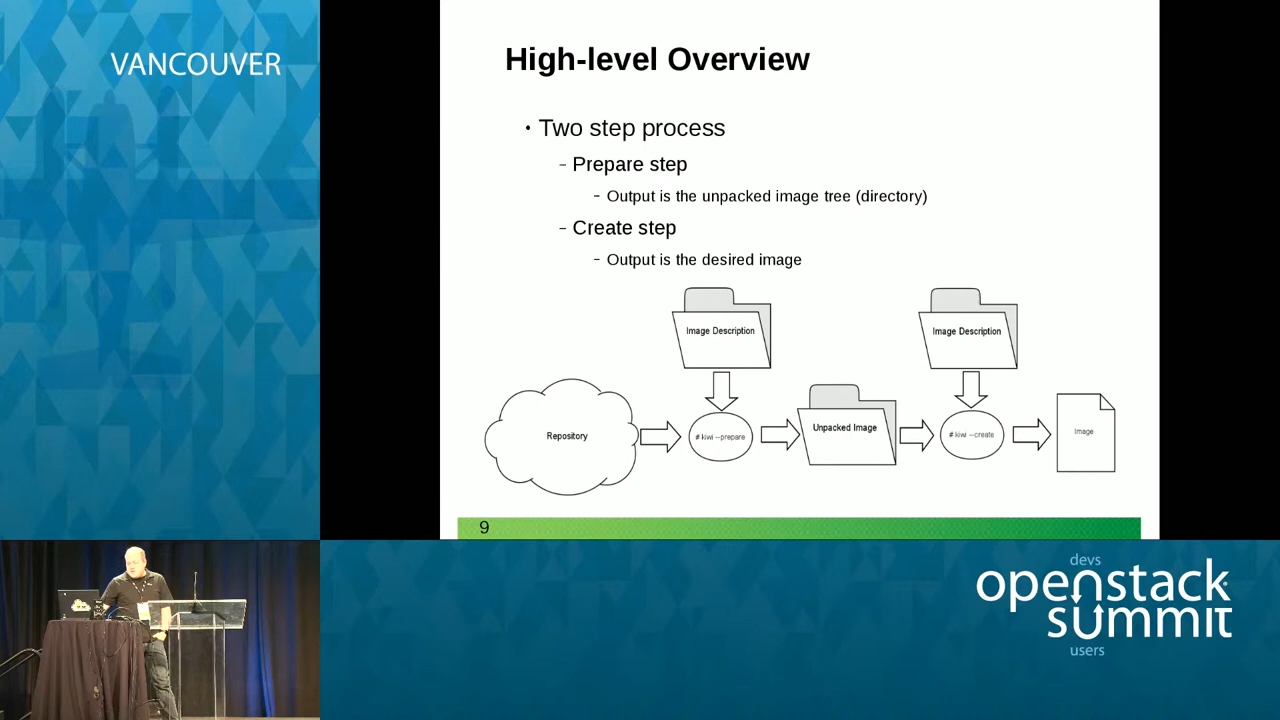 VANCOUVER
High-level Overview
• Two step process
– Prepare step
– Output is the unpacked image tree (directory)
– Create step
– Output is the desired image
Image Description
Image Description
Repository
# kiwi --prepare
Unpacked Image
# kiwi --create
Image
9
devs
openstack
summit
users